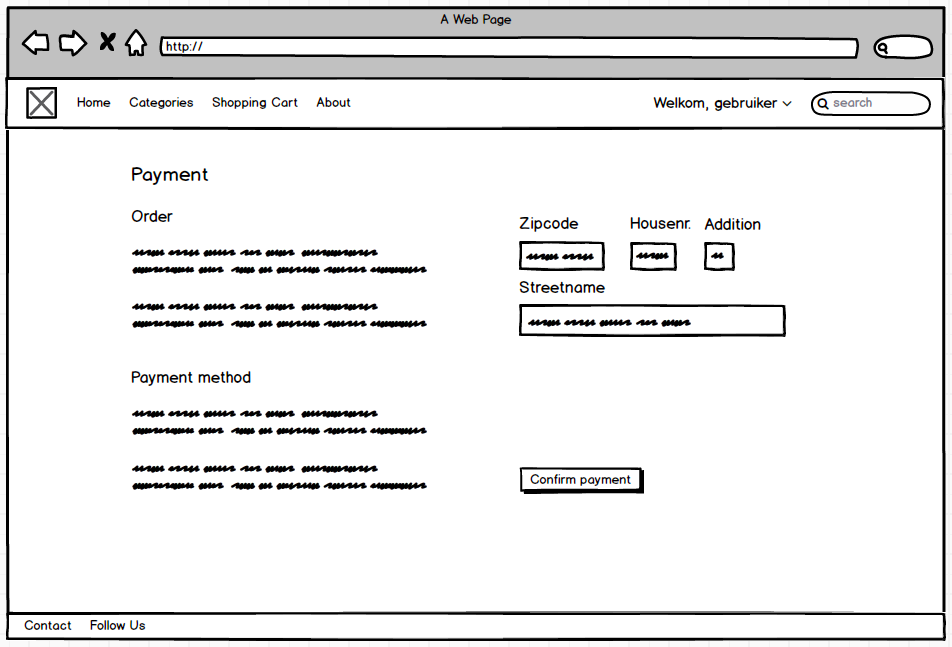 A Web Page
http://
Home Categories Shopping Cart About Welkom, gebruiker search
Payment
Order
Zipcode Housenr. Addition
Streetname
Payment method
Confirm payment
Contact Follow Us